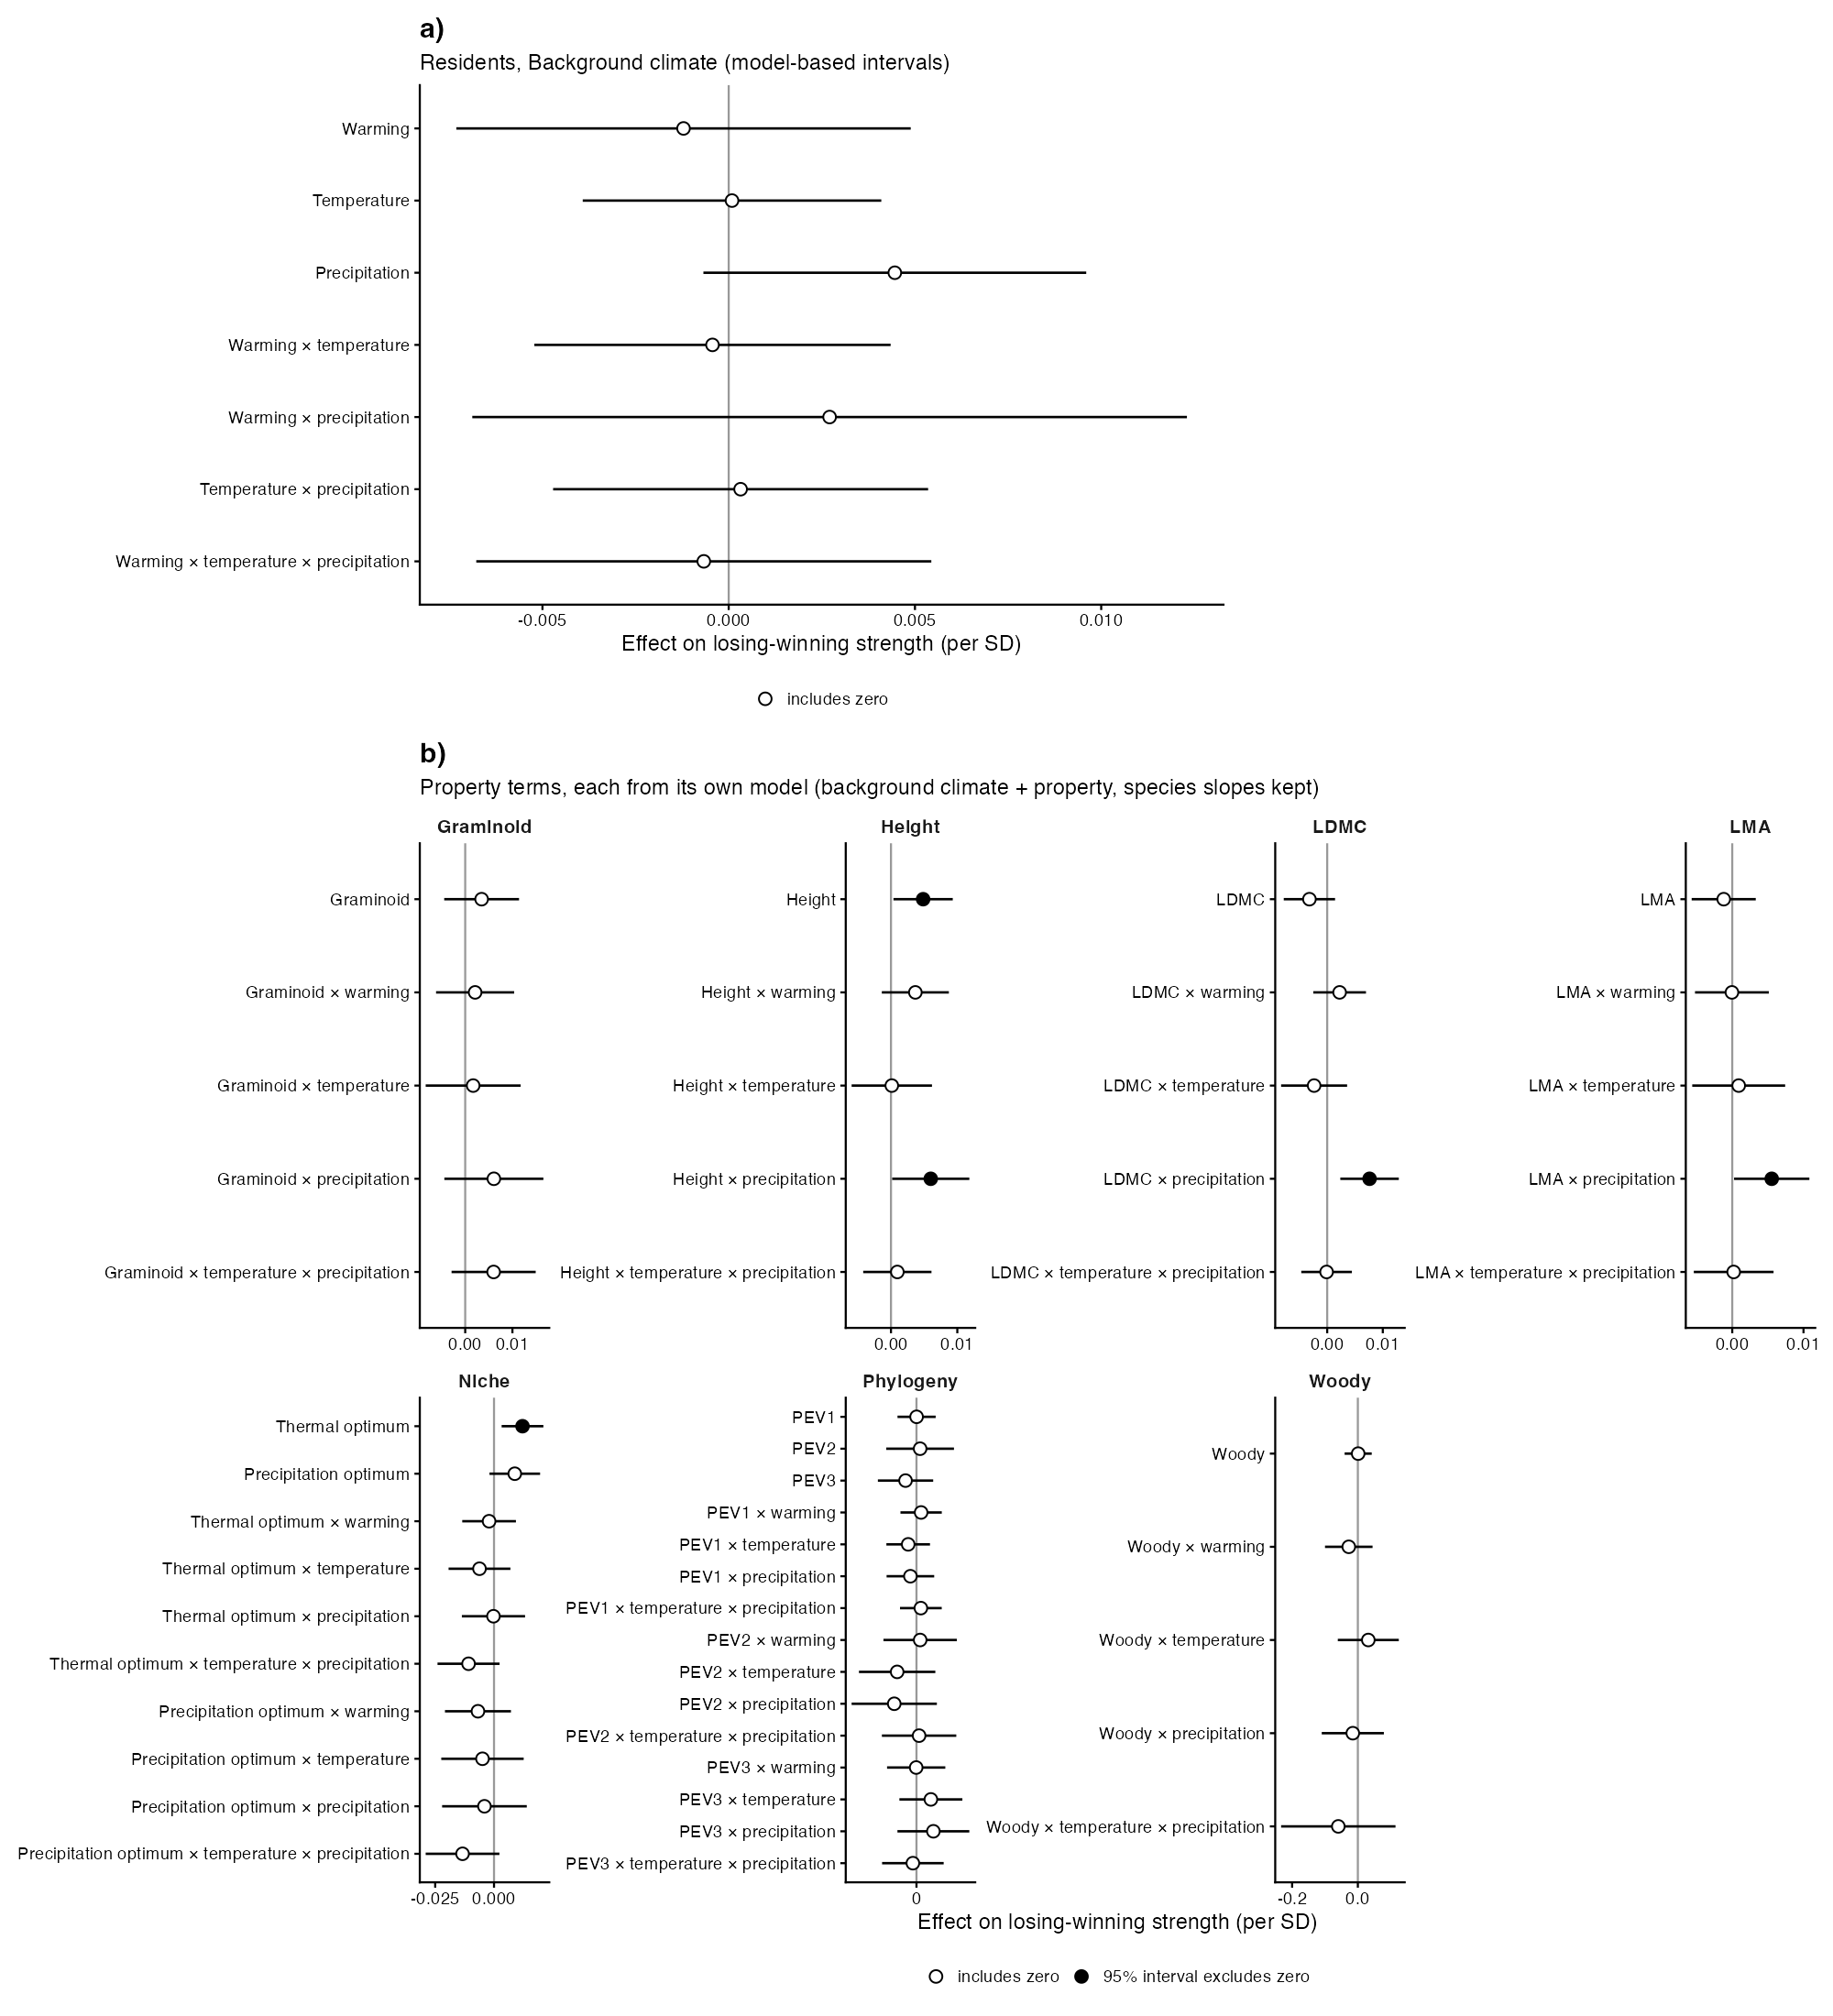 a)
Residents, Background climate (model-based intervals)
Warming
Temperature
Precipitation
Warming × temperature
Warming × precipitation
Temperature × precipitation
Warming × temperature × precipitation
-0.005 0.000 0.005 0.010
Effect on losing-winning strength (per SD)
includes zero
b)
Property terms, each from its own model (background climate + property, species slopes kept)
Graminoid
Graminoid
Graminoid × warming
Graminoid × temperature
Graminoid × precipitation
Graminoid × temperature × precipitation
0.00 0.01
Height
Height
Height × warming
Height × temperature
Height × precipitation
Height × temperature × precipitation
0.00 0.01
LDMC
LDMC
LDMC × warming
LDMC × temperature
LDMC × precipitation
LDMC × temperature × precipitation
0.00 0.01
LMA
LMA
LMA × warming
LMA × temperature
LMA × precipitation
LMA × temperature × precipitation
0.00 0.01
Niche
Thermal optimum
Precipitation optimum
Thermal optimum × warming
Thermal optimum × temperature
Thermal optimum × precipitation
Thermal optimum × temperature × precipitation
Precipitation optimum × warming
Precipitation optimum × temperature
Precipitation optimum × precipitation
Precipitation optimum × temperature × precipitation
-0.025 0.000
Phylogeny
PEV1
PEV2
PEV3
PEV1 × warming
PEV1 × temperature
PEV1 × precipitation
PEV1 × temperature × precipitation
PEV2 × warming
PEV2 × temperature
PEV2 × precipitation
PEV2 × temperature × precipitation
PEV3 × warming
PEV3 × temperature
PEV3 × precipitation
PEV3 × temperature × precipitation
0
Woody
Woody
Woody × warming
Woody × temperature
Woody × precipitation
Woody × temperature × precipitation
-0.2 0.0
Effect on losing-winning strength (per SD)
includes zero 95% interval excludes zero